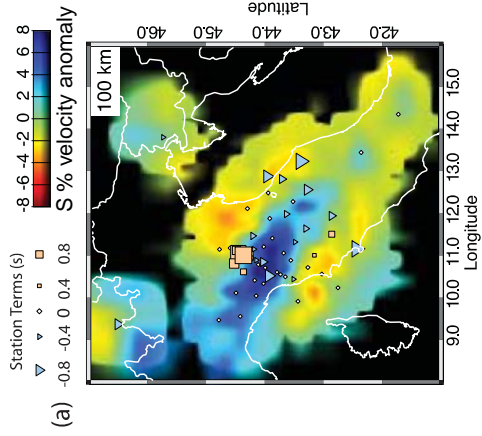 (a)
Station Terms (s)
-0.8 -0.4 0 0.4 0.8
S % velocity anomaly
-8 -6 -4 -2 0 2 4 6 8
100 km
9.0 10.0 11.0 12.0 13.0 14.0 15.0
Longitude
46.0 45.0 44.0 43.0 42.0
Latitude